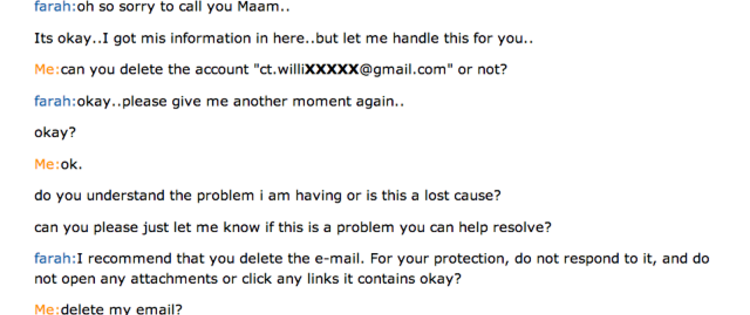 farah:oh so sorry to call you Maam..
Its okay..I got mis information in here..but let me handle this for you..
Me:can you delete the account "ct.williXXXXX@gmail.com" or not?
farah:okay..please give me another moment again..
okay?
Me:ok.
do you understand the problem i am having or is this a lost cause?
can you please just let me know if this is a problem you can help resolve?
farah:I recommend that you delete the e-mail. For your protection, do not respond to it, and do
not open any attachments or click any links it contains okay?
Me:delete my email?